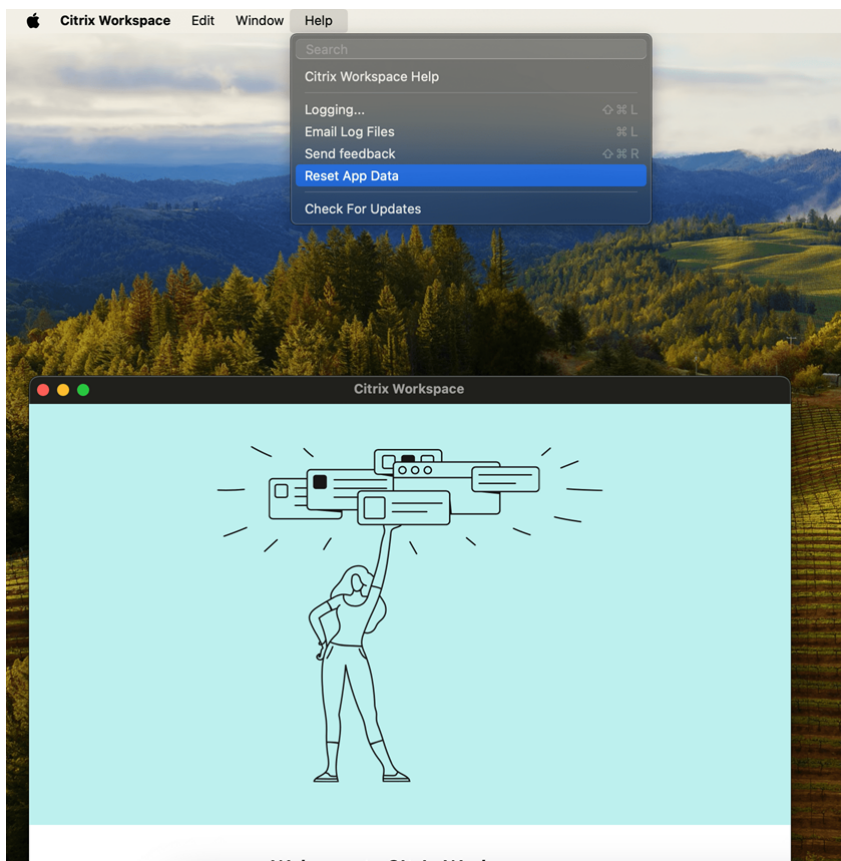 Citrix Workspace Edit Window Help
Search
Citrix Workspace Help
Logging... ⇧⌘L
Email Log Files ⌘L
Send feedback ⇧⌘R
Reset App Data
Check For Updates
Citrix Workspace